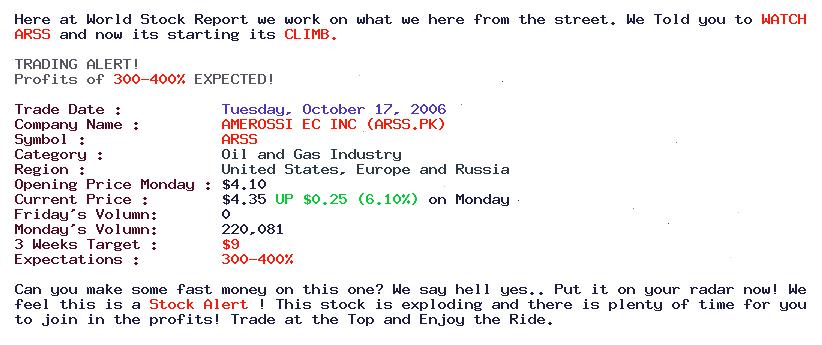 Here at World Stock Report we work on what we here from the street. We Told you to WATCH
ARSS and now its starting its CLIMB.
TRADING ALERT!
Profits of 300-400% EXPECTED!
Trade Date : Tuesday, October 17, 2006
Company Name : AMEROSSI EC INC (ARSS.PK)
Symbol : ARSS
Category : Oil and Gas Industry
Region : United States, Europe and Russia
Opening Price Monday : $4.10
Current Price : $4.35 UP $0.25 (6.10%) on Monday
Friday's Volumn: 0
Monday's Volumn: 220,081
3 Weeks Target : $9
Expectations : 300-400%
Can you make some fast money on this one? We say hell yes.. Put it on your radar now! We
feel this is a Stock Alert ! This stock is exploding and there is plenty of time for you
to join in the profits! Trade at the Top and Enjoy the Ride.